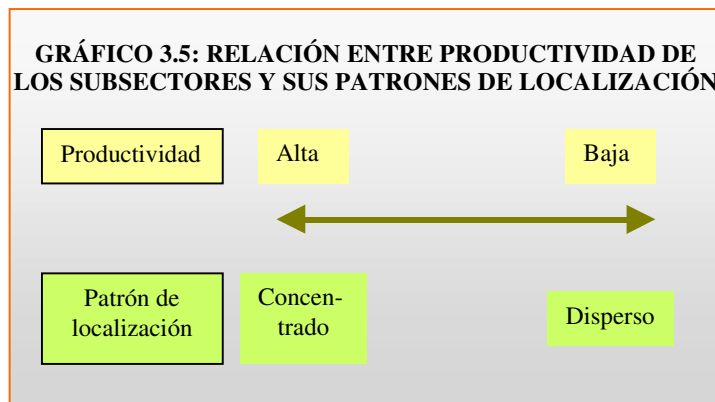 GRÁFICO 3.5: RELACIÓN ENTRE PRODUCTIVIDAD DE
LOS SUBSECTORES Y SUS PATRONES DE LOCALIZACIÓN
Productividad
Alta
Baja
Patrón de
localización
Concen-
trado
Disperso